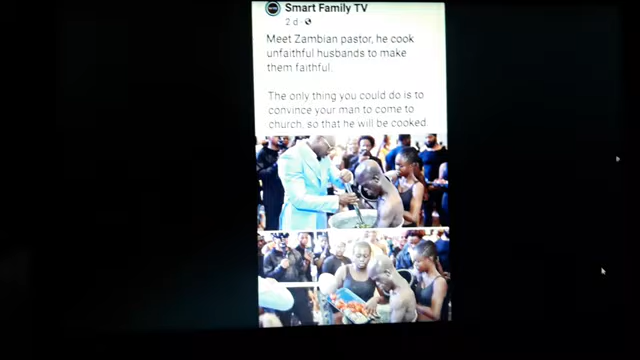 Smart Family TV
2 d ·
Meet Zambian pastor, he cook
unfaithful husbands to make
them faithful.
The only thing you could do is to
convince your man to come to
church, so that he will be cooked.